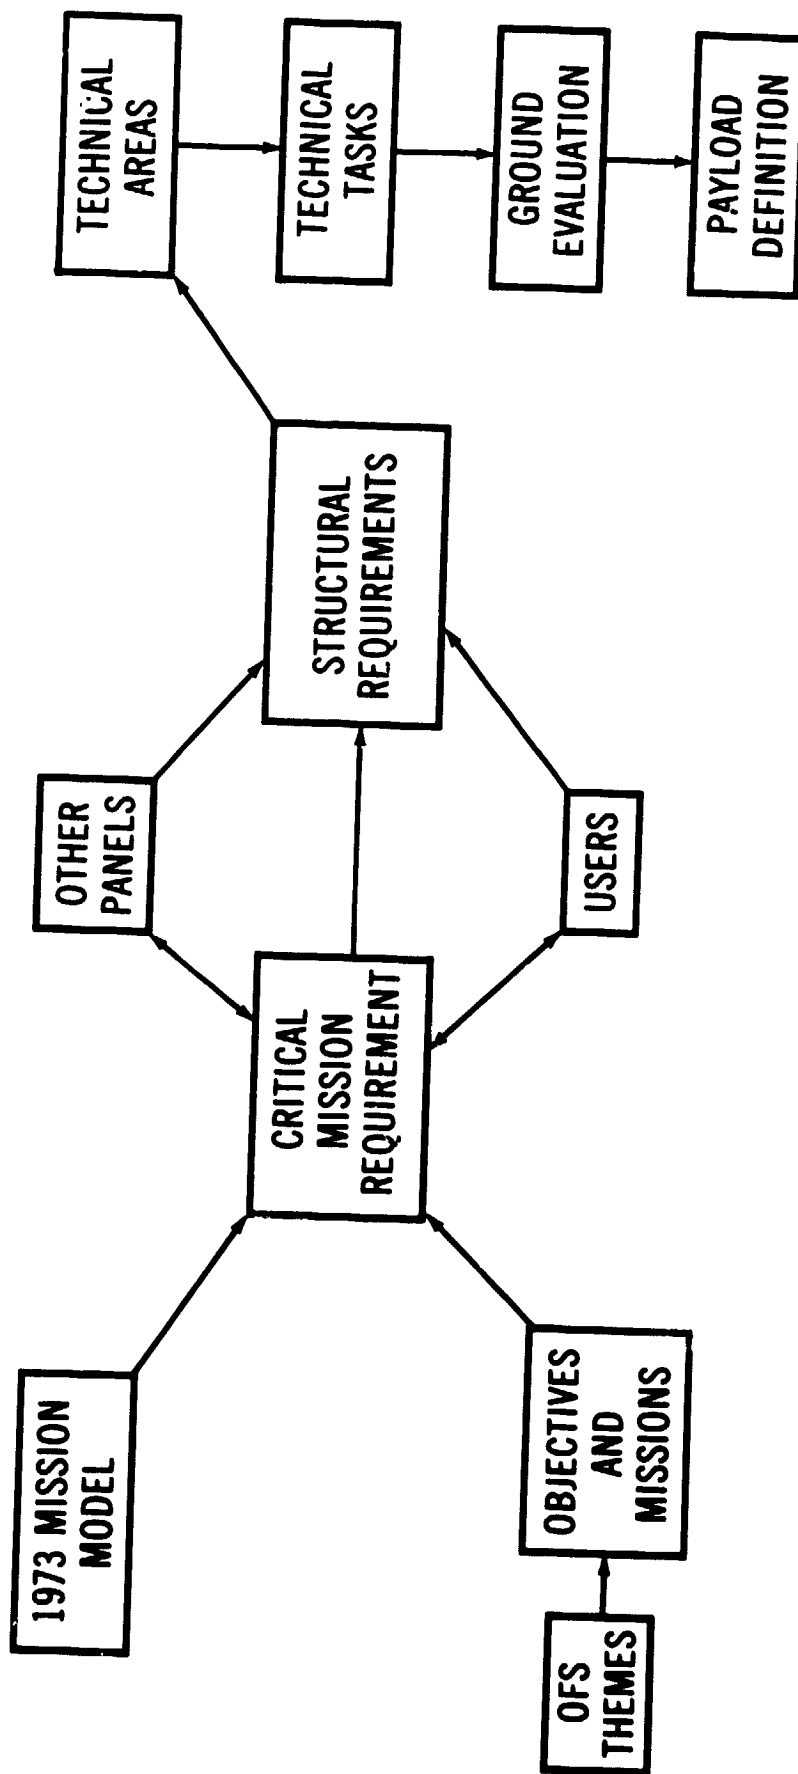 1973 MISSION
MODEL
OFS
THEMES
OBJECTIVES
AND
MISSIONS
CRITICAL
MISSION
REQUIREMENT
OTHER
PANELS
USERS
STRUCTURAL
REQUIREMENTS
TECHNICAL
AREAS
TECHNICAL
TASKS
GROUND
EVALUATION
PAYLOAD
DEFINITION